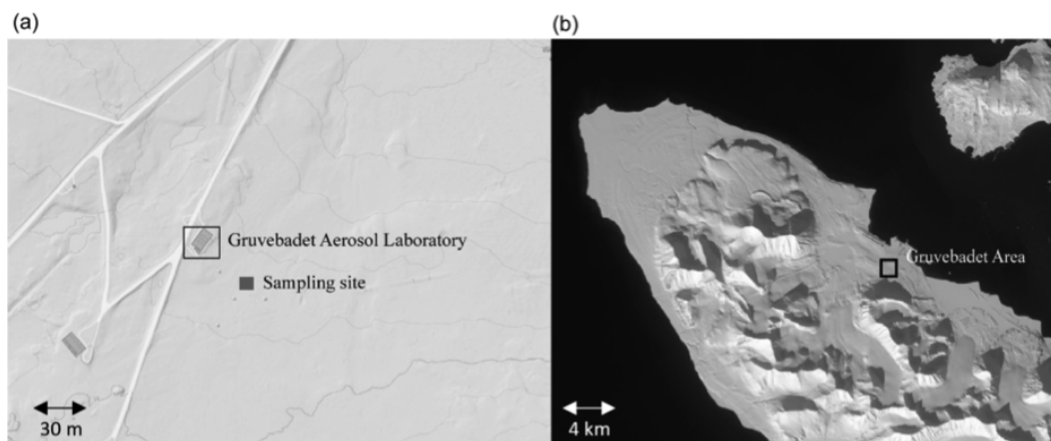 (a)
Gruvebadet Aerosol Laboratory
Sampling site
30 m
(b)
Gruvebadet Area
4 km